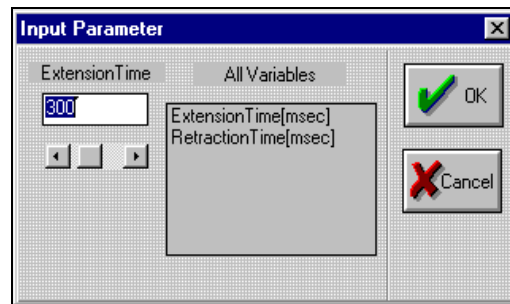 Input Parameter
ExtensionTime
All Variables
300
ExtensionTime[msec]
RetractionTime[msec]
OK
Cancel